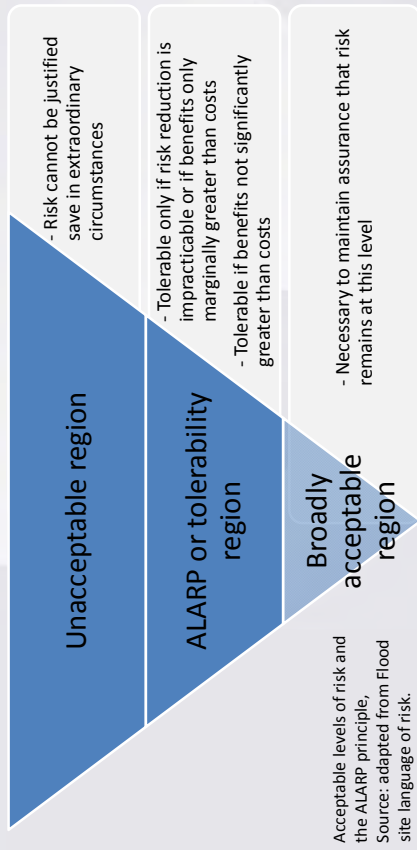 Unacceptable region
- Risk cannot be justified
save in extraordinary
circumstances
ALARP or tolerability
region
- Tolerable only if risk reduction is
impracticable or if benefits only
marginally greater than costs
- Tolerable if benefits not significantly
greater than costs
Broadly
acceptable
region
- Necessary to maintain assurance that risk
remains at this level
Acceptable levels of risk and
the ALARP principle,
Source: adapted from Flood
site language of risk.